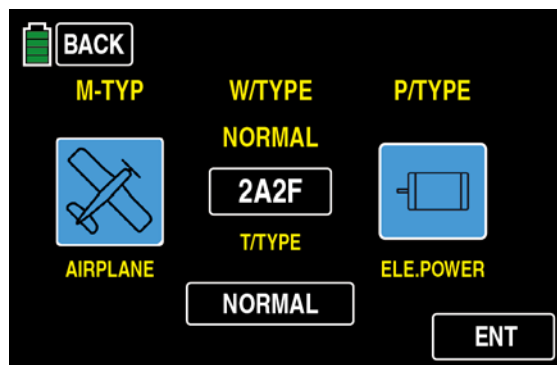 BACK
M-TYP W/TYPE P/TYPE
NORMAL
2A2F
T/TYPE
AIRPLANE ELE.POWER
NORMAL
ENT